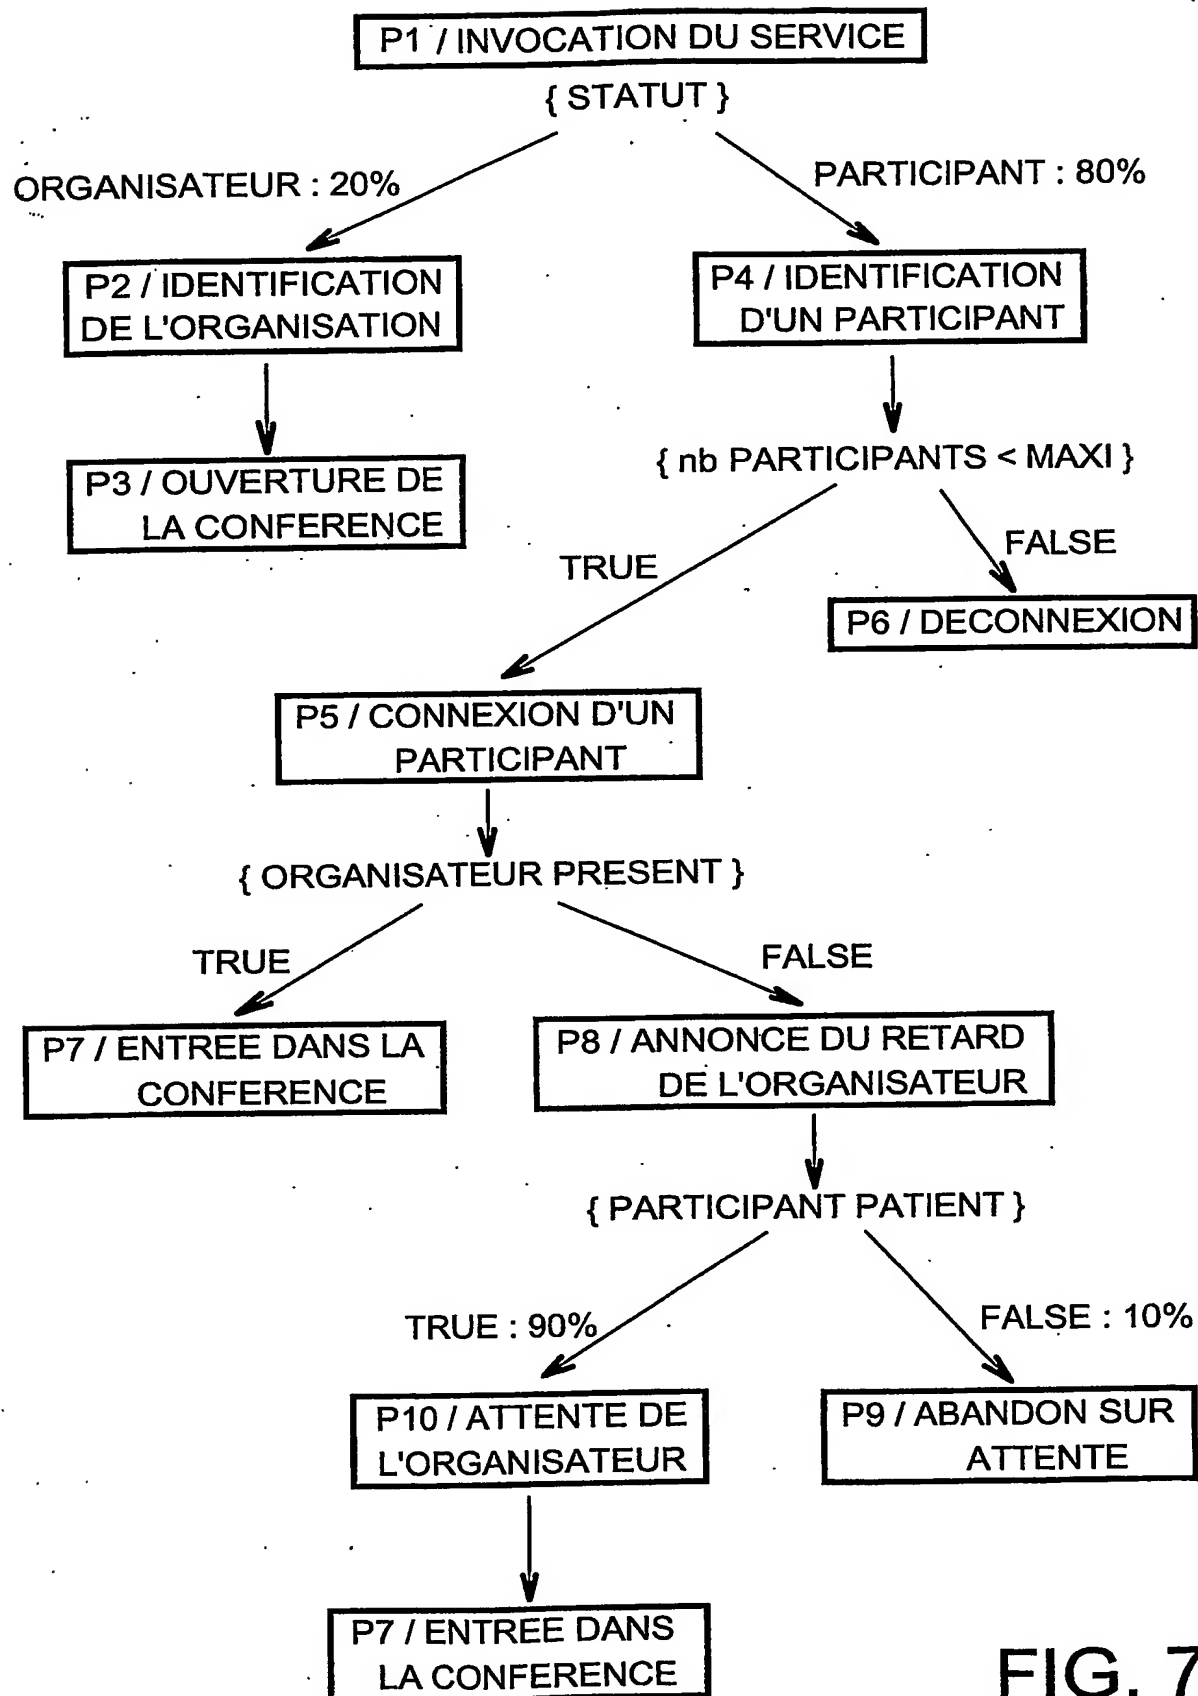 P1 / INVOCATION DU SERVICE
{ STATUT }
ORGANISATEUR : 20%
PARTICIPANT : 80%
P2 / IDENTIFICATION
DE L'ORGANISATION
P4 / IDENTIFICATION
D'UN PARTICIPANT
{ nb PARTICIPANTS < MAXI }
P3 / OUVERTURE DE
LA CONFERENCE
TRUE
FALSE
P6 / DECONNEXION
P5 / CONNEXION D'UN
PARTICIPANT
{ ORGANISATEUR PRESENT }
TRUE
FALSE
P7 / ENTREE DANS LA
CONFERENCE
P8 / ANNONCE DU RETARD
DE L'ORGANISATEUR
{ PARTICIPANT PATIENT }
TRUE : 90%
FALSE : 10%
P10 / ATTENTE DE
L'ORGANISATEUR
P9 / ABANDON SUR
ATTENTE
P7 / ENTREE DANS
LA CONFERENCE
FIG. 7